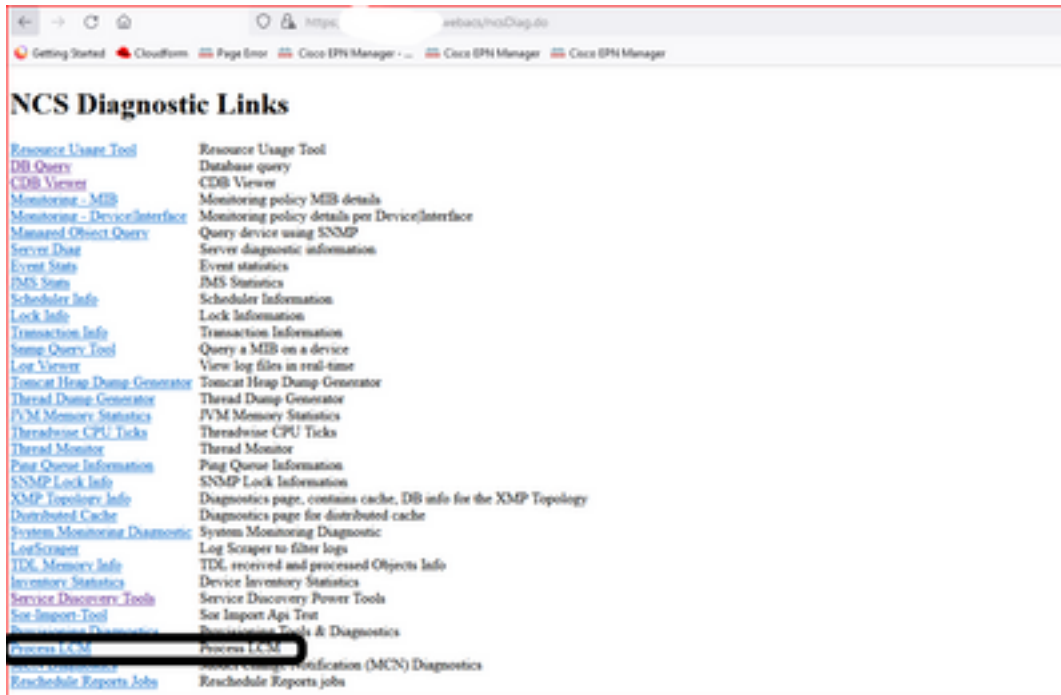 https:
webacs/ncsDiag.do
Getting Started Cloudform Page Error Cisco EPN Manager - ... Cisco EPN Manager Cisco EPN Manager
NCS Diagnostic Links
Resource Usage Tool Resource Usage Tool
DB Query Database query
CDB Viewer CDB Viewer
Monitoring - MIB Monitoring policy MIB details
Monitoring - Device|Interface Monitoring policy details per Device|Interface
Managed Object Query Query device using SNMP
Server Diag Server diagnostic information
Event Stats Event statistics
JMS Stats JMS Statistics
Scheduler Info Scheduler Information
Lock Info Lock Information
Transaction Info Transaction Information
Snmp Query Tool Query a MIB on a device
Log Viewer View log files in real-time
Tomcat Heap Dump Generator Tomcat Heap Dump Generator
Thread Dump Generator Thread Dump Generator
JVM Memory Statistics JVM Memory Statistics
Threadwise CPU Ticks Threadwise CPU Ticks
Thread Monitor Thread Monitor
Ping Queue Information Ping Queue Information
SNMP Lock Info SNMP Lock Information
XMP Topology Info Diagnostics page, contains cache, DB info for the XMP Topology
Distributed Cache Diagnostics page for distributed cache
System Monitoring Diagnostic System Monitoring Diagnostic
LogScraper Log Scraper to filter logs
TDL Memory Info TDL received and processed Objects Info
Inventory Statistics Device Inventory Statistics
Service Discovery Tools Service Discovery Power Tools
Sor-Import-Tool Sor Import Api Test
Provisioning Diagnostics Provisioning Tools & Diagnostics
Process LCM Process LCM
MCN Diagnostics Model Change Notification (MCN) Diagnostics
Reschedule Reports Jobs Reschedule Reports jobs